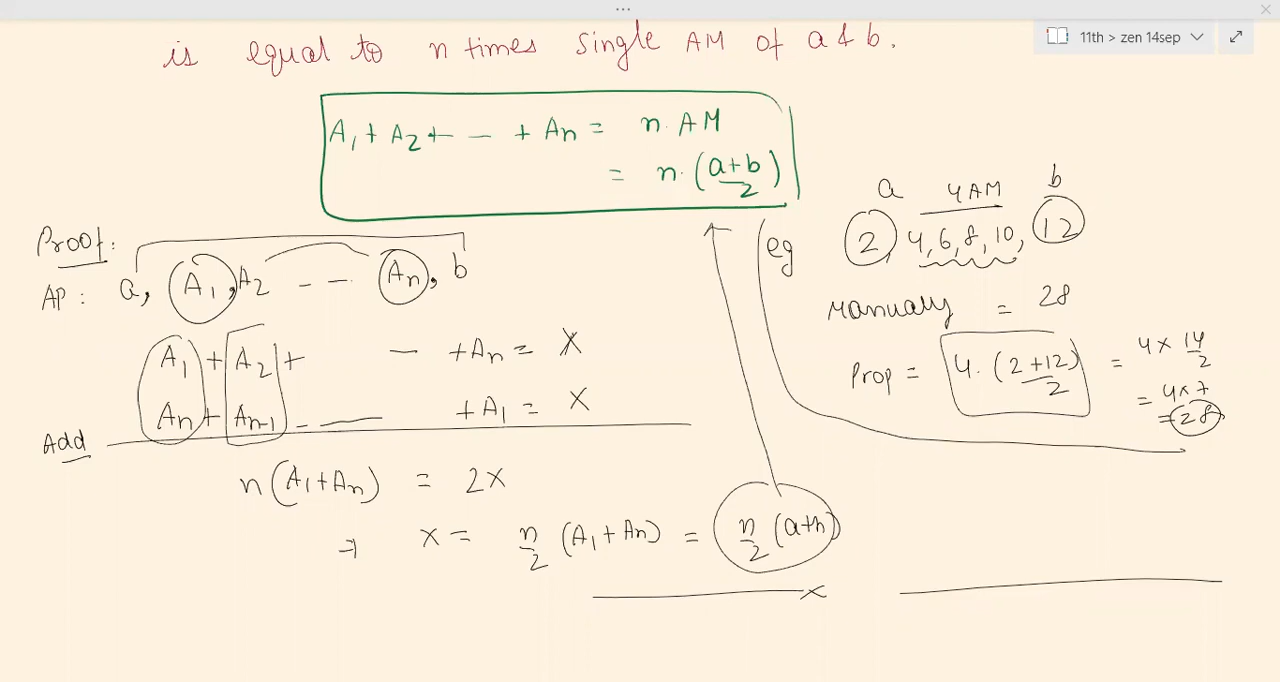 11th > zen 14sep
is equal to n times single AM of a & b.
A₁ + A₂ + - - + An = n. AM
= n. (a+b/2)
Proof:
AP : a, A₁, A₂ - - An, b
A₁ + A₂ + - + An = X
An + An-1 - - + A₁ = X
Add
n(A₁+An) = 2X
⇒ X = n/2 (A₁ + An) = n/2 (a+b)
eg
a 4AM b
2 4, 6, 8, 10, 12
Manually = 28
Prop = 4. (2+12/2) = 4 x 14/2
= 4x7
= 28